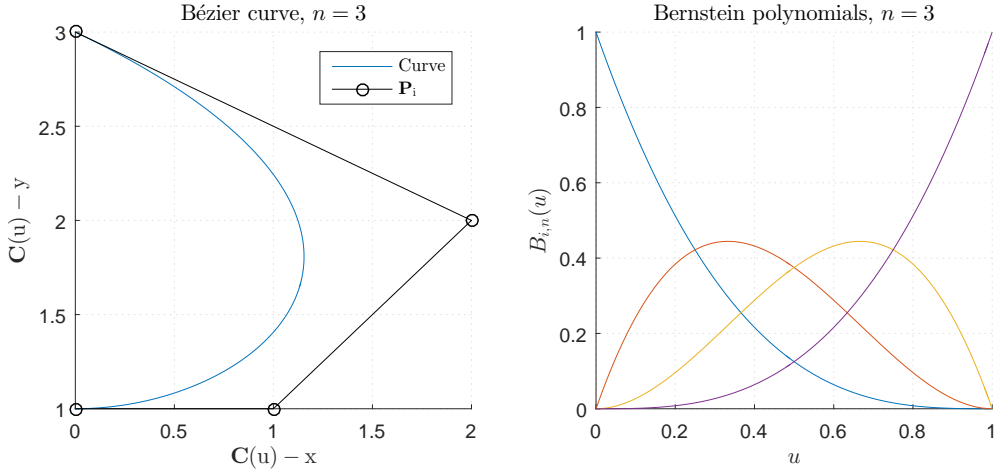 Bézier curve, n = 3
3
2.5
2
1.5
1
0
0.5
1
1.5
2
C(u) − x
C(u) − y
Curve
P_i
Bernstein polynomials, n = 3
1
0.8
0.6
0.4
0.2
0
0
0.2
0.4
0.6
0.8
1
u
B_{i,n}(u)